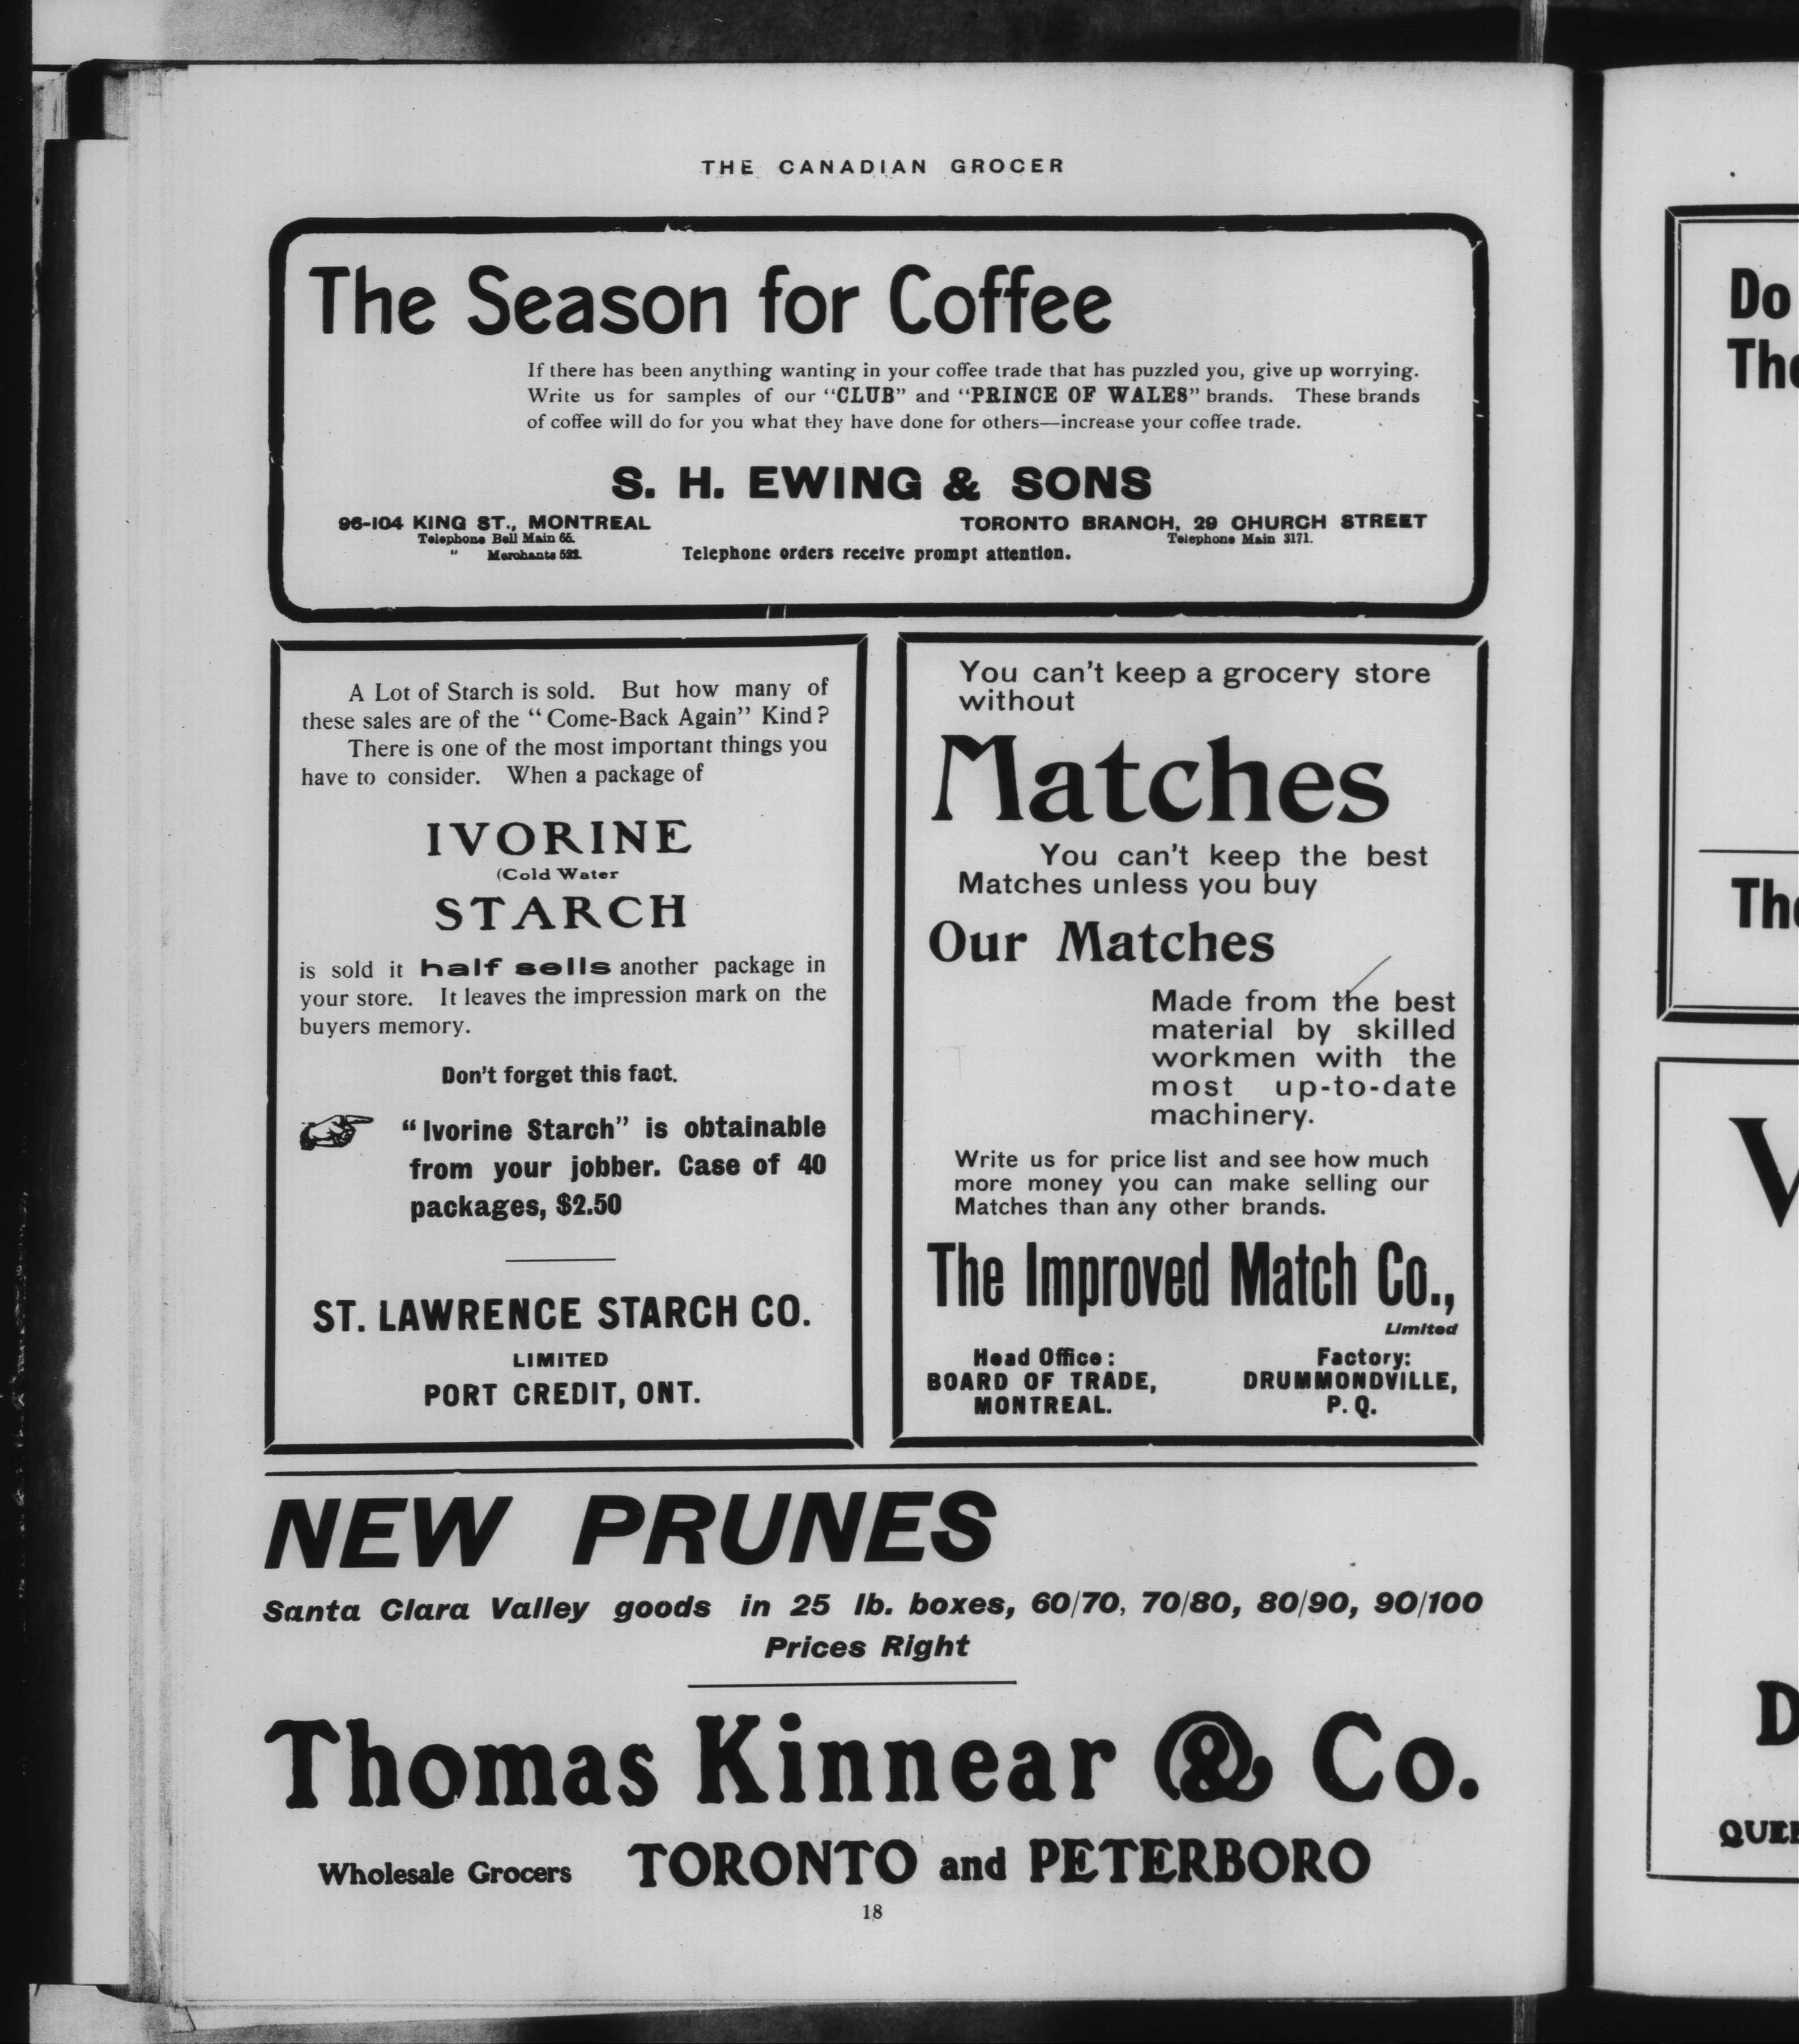 THE CANADIAN GROCER
The Season for Coffee
If there has been anything wanting in your coffee trade that has puzzled you, give up worrying.
Write us for samples of our "CLUB" and "PRINCE OF WALES" brands. These brands
of coffee will do for you what they have done for others—increase your coffee trade.
S. H. EWING & SONS
96-104 KING ST., MONTREAL
Telephone Bell Main 65.
" Merchants 522.
TORONTO BRANCH, 29 CHURCH STREET
Telephone Main 3171.
Telephone orders receive prompt attention.
A Lot of Starch is sold. But how many of
these sales are of the "Come-Back Again" Kind?
There is one of the most important things you
have to consider. When a package of
IVORINE
(Cold Water
STARCH
is sold it half sells another package in
your store. It leaves the impression mark on the
buyers memory.
Don't forget this fact.
"Ivorine Starch" is obtainable
from your jobber. Case of 40
packages, $2.50
ST. LAWRENCE STARCH CO.
LIMITED
PORT CREDIT, ONT.
You can't keep a grocery store
without
Matches
You can't keep the best
Matches unless you buy
Our Matches
Made from the best
material by skilled
workmen with the
most up-to-date
machinery.
Write us for price list and see how much
more money you can make selling our
Matches than any other brands.
The Improved Match Co.,
Limited
Head Office:
BOARD OF TRADE,
MONTREAL.
Factory:
DRUMMONDVILLE,
P. Q.
NEW PRUNES
Santa Clara Valley goods in 25 lb. boxes, 60/70, 70/80, 80/90, 90/100
Prices Right
Thomas Kinnear & Co.
Wholesale Grocers TORONTO and PETERBORO
18
Do